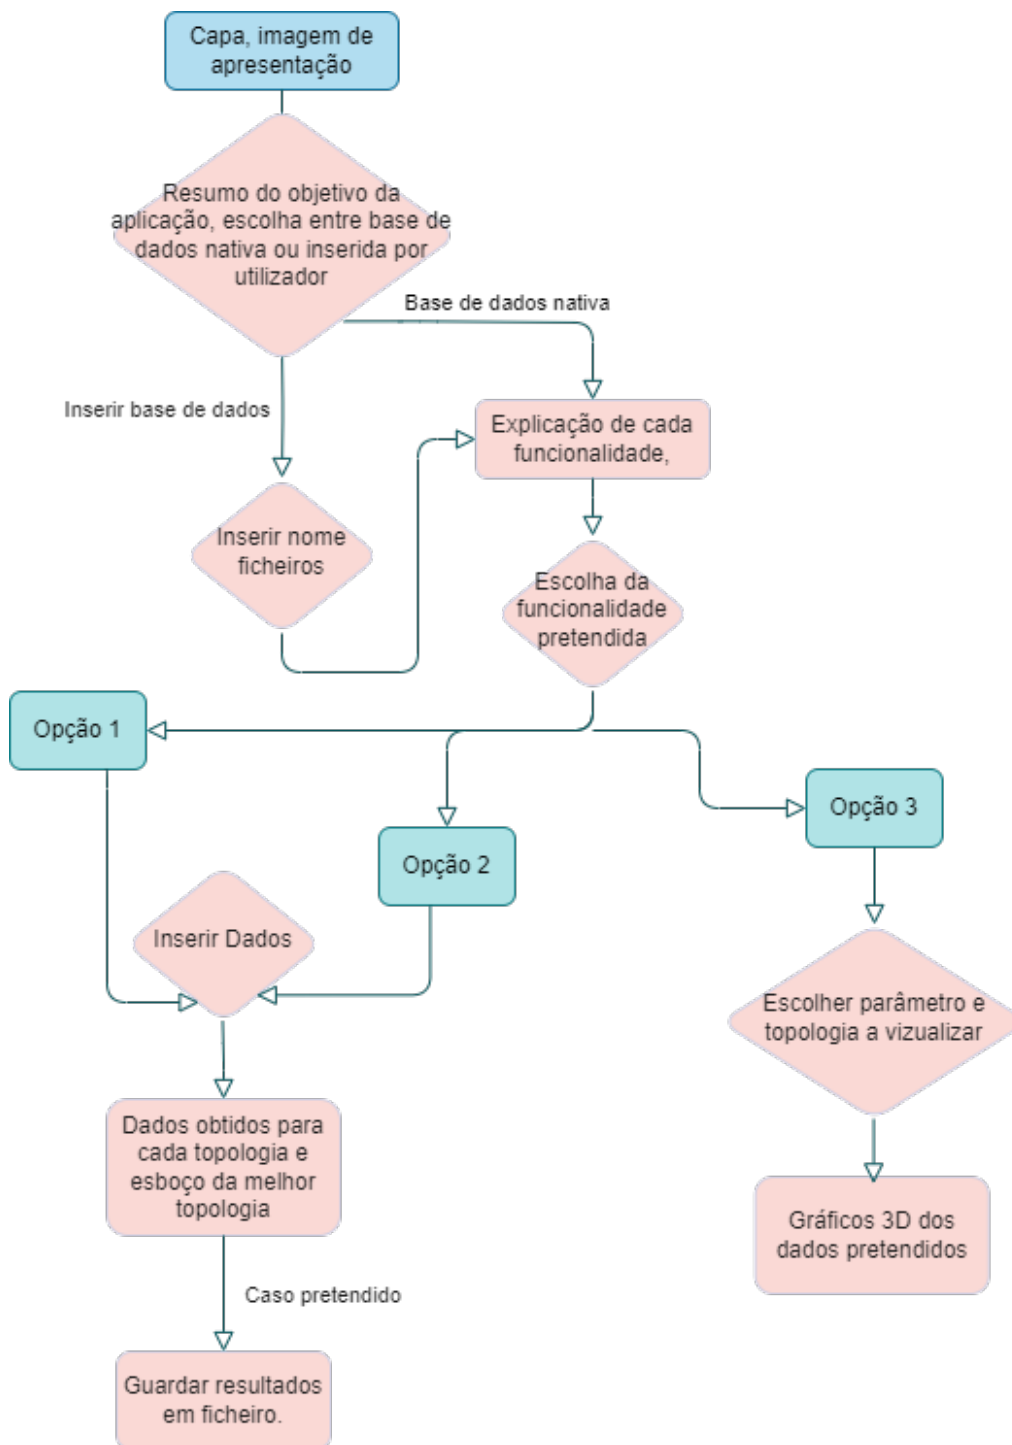 Capa, imagem de
apresentação
Resumo do objetivo da
aplicação, escolha entre base de
dados nativa ou inserida por
utilizador
Base de dados nativa
Inserir base de dados
Explicação de cada
funcionalidade,
Inserir nome
ficheiros
Escolha da
funcionalidade
pretendida
Opção 1
Opção 2
Opção 3
Inserir Dados
Escolher parâmetro e
topologia a vizualizar
Dados obtidos para
cada topologia e
esboço da melhor
topologia
Gráficos 3D dos
dados pretendidos
Caso pretendido
Guardar resultados
em ficheiro.